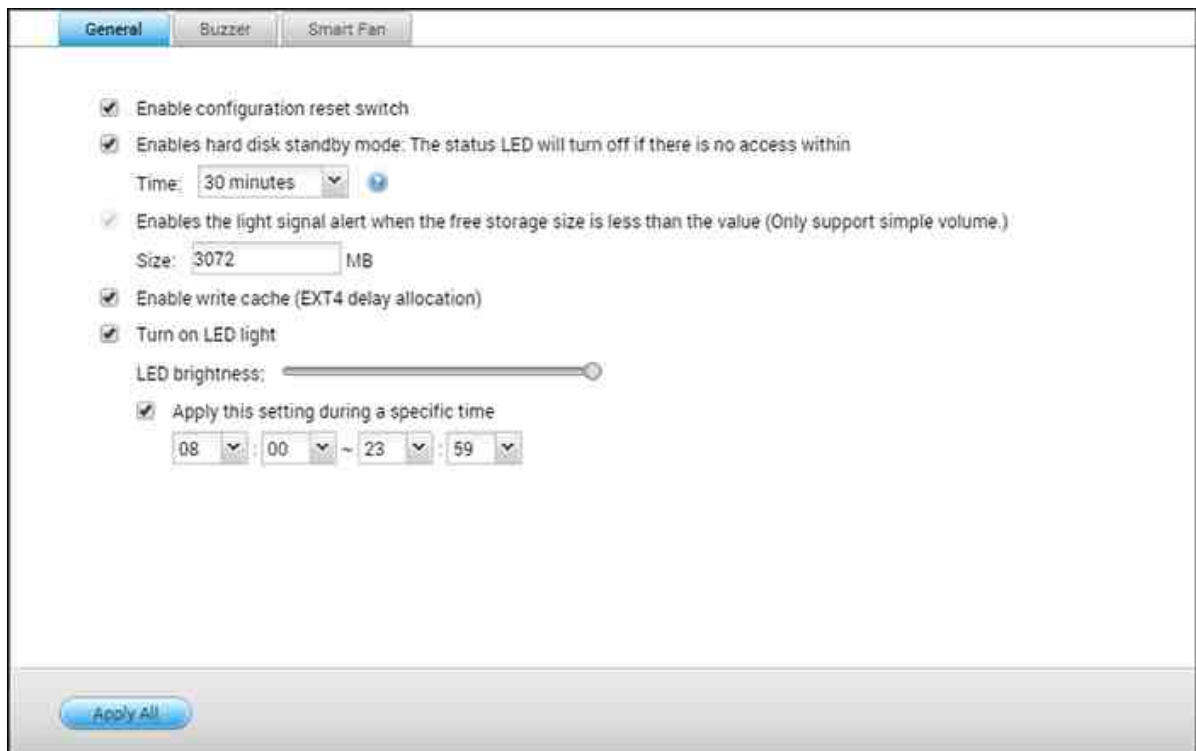 General Buzzer Smart Fan
Enable configuration reset switch
Enables hard disk standby mode: The status LED will turn off if there is no access within
Time: 30 minutes
Enables the light signal alert when the free storage size is less than the value (Only support simple volume.)
Size: 3072 MB
Enable write cache (EXT4 delay allocation)
Turn on LED light
LED brightness:
Apply this setting during a specific time
08 : 00 ~ 23 : 59
Apply All